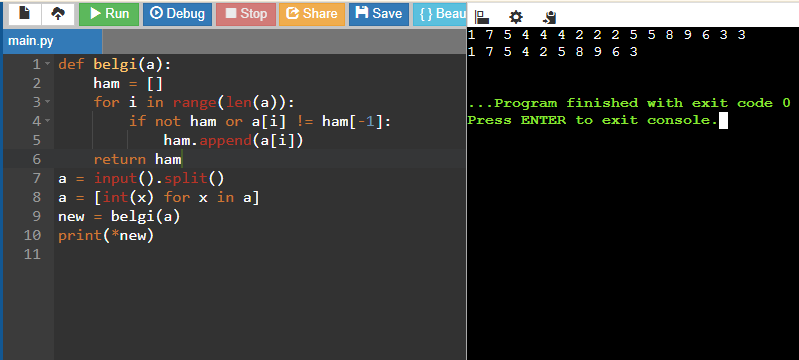 Run Debug Stop Share Save { } Beau
main.py
1 def belgi(a):
2 ham = []
3 for i in range(len(a)):
4 if not ham or a[i] != ham[-1]:
5 ham.append(a[i])
6 return ham
7 a = input().split()
8 a = [int(x) for x in a]
9 new = belgi(a)
10 print(*new)
11
1 7 5 4 4 4 2 2 2 5 5 8 9 6 3 3
1 7 5 4 2 5 8 9 6 3
...Program finished with exit code 0
Press ENTER to exit console.